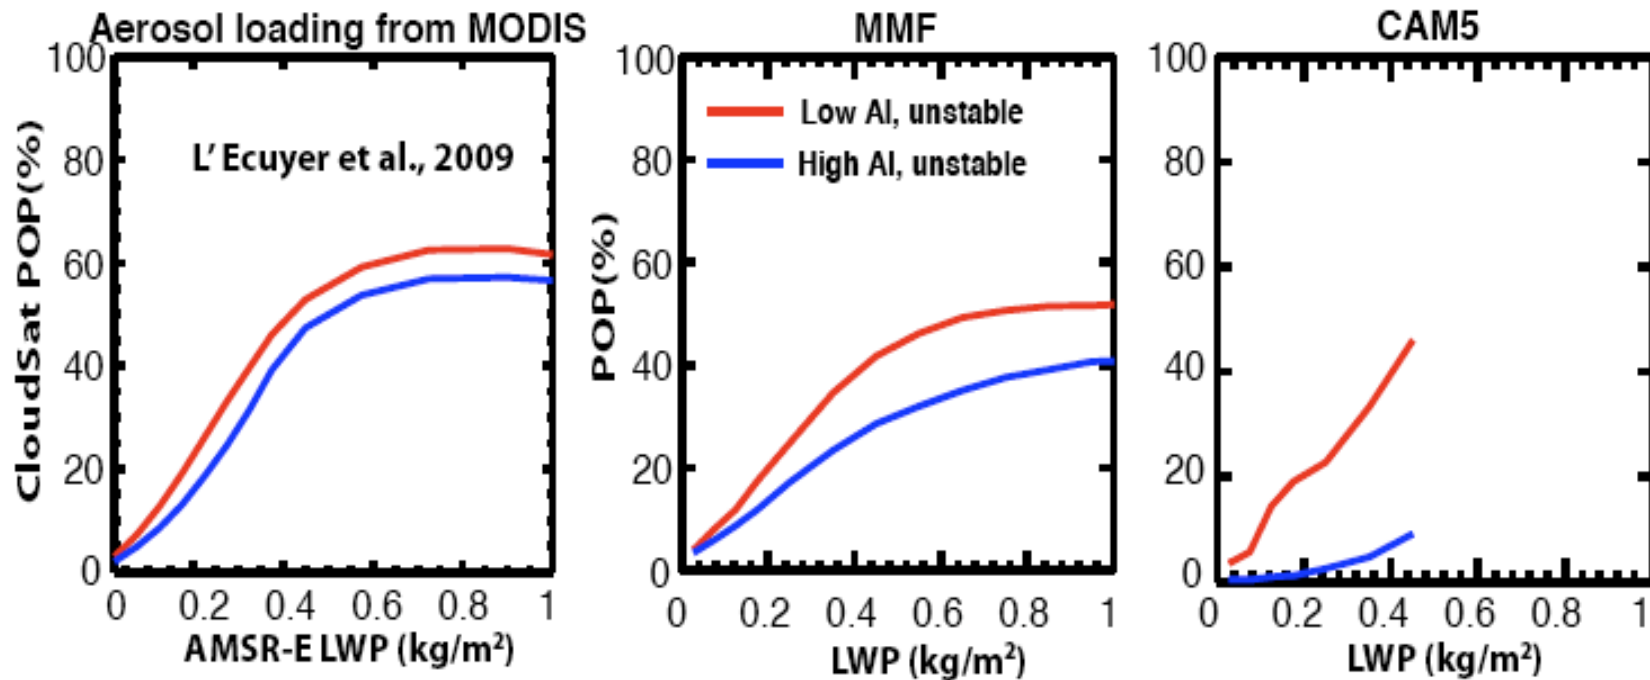 Aerosol loading from MODIS
100
80
60
40
20
0
CloudSat POP(%)
L' Ecuyer et al., 2009
0 0.2 0.4 0.6 0.8 1
AMSR-E LWP (kg/m²)
MMF
100
80
60
40
20
0
POP(%)
Low AI, unstable
High AI, unstable
0 0.2 0.4 0.6 0.8 1
LWP (kg/m²)
CAM5
100
80
60
40
20
0
0 0.2 0.4 0.6 0.8 1
LWP (kg/m²)